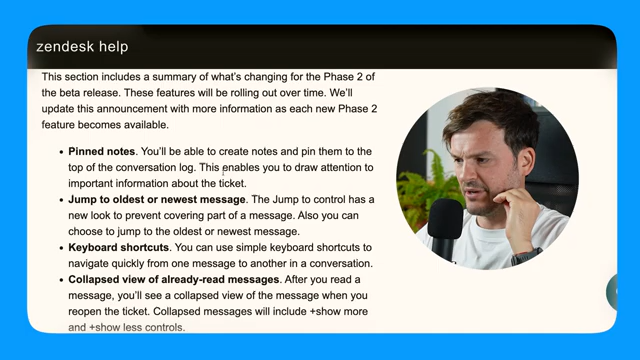 zendesk help
This section includes a summary of what's changing for the Phase 2 of
the beta release. These features will be rolling out over time. We'll
update this announcement with more information as each new Phase 2
feature becomes available.
• Pinned notes. You'll be able to create notes and pin them to the
top of the conversation log. This enables you to draw attention to
important information about the ticket.
• Jump to oldest or newest message. The Jump to control has a
new look to prevent covering part of a message. Also you can
choose to jump to the oldest or newest message.
• Keyboard shortcuts. You can use simple keyboard shortcuts to
navigate quickly from one message to another in a conversation.
• Collapsed view of already-read messages. After you read a
message, you'll see a collapsed view of the message when you
reopen the ticket. Collapsed messages will include +show more
and +show less controls.